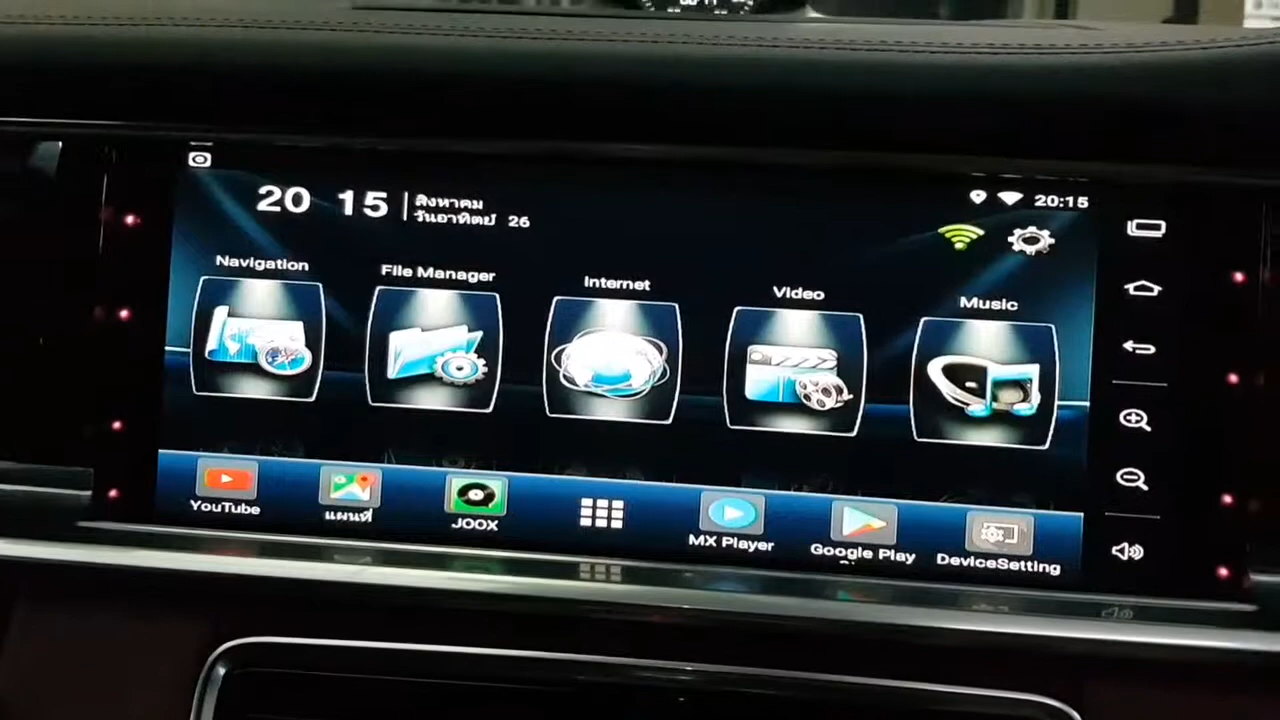 20 15
สิงหาคม
วันอาทิตย์ 26
20:15
Navigation
File Manager
Internet
Video
Music
YouTube
แผนที่
JOOX
MX Player
Google Play
DeviceSetting